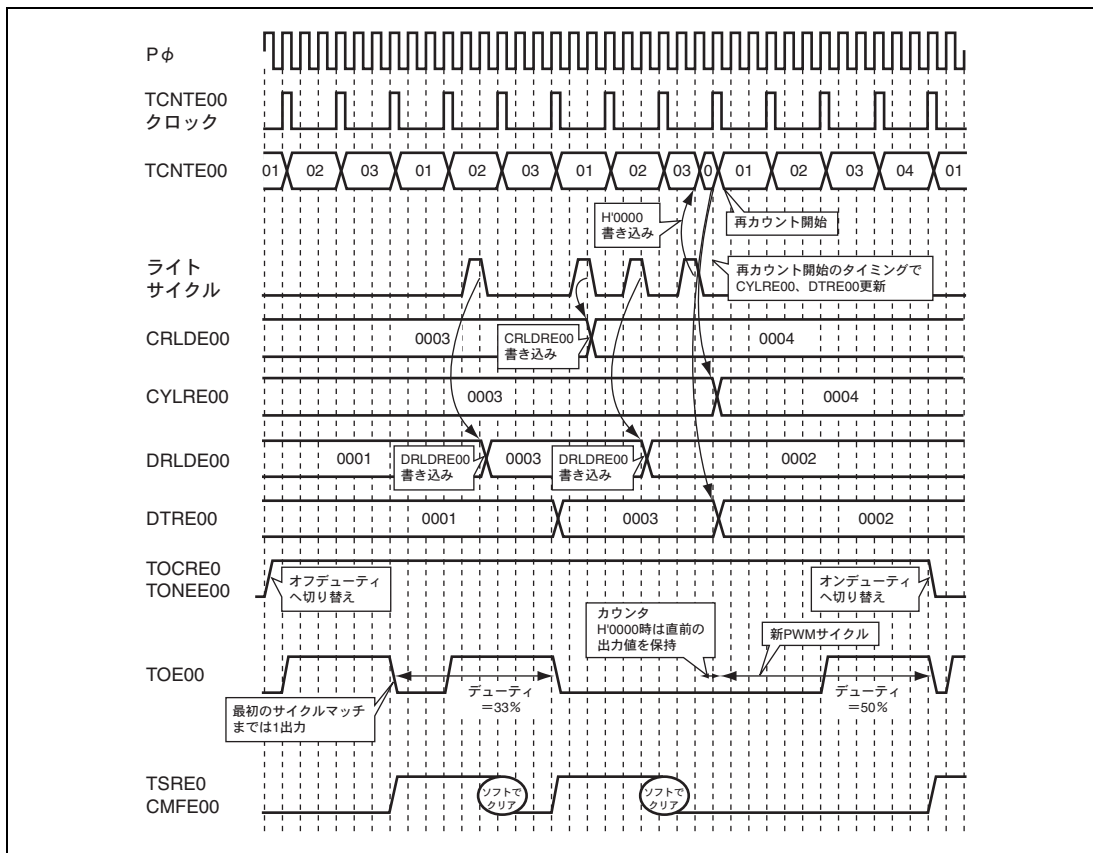 Pφ
TCNTE00
クロック
TCNTE00
01 02 03 01 02 03 01 02 03 0 01 02 03 04 01
H'0000
書き込み
再カウント開始
ライト
サイクル
再カウント開始のタイミングで
CYLRE00、DTRE00更新
CRLDE00
0003
CRLDRE00
書き込み
0004
CYLRE00
0003
0004
DRLDE00
0001
DRLDRE00
書き込み
0003
DRLDRE00
書き込み
0002
DTRE00
0001
0003
0002
TOCRE0
TONEE00
オフデューティ
へ切り替え
オンデューティ
へ切り替え
カウンタ
H'0000時は直前の
出力値を保持
新PWMサイクル
TOE00
デューティ
=33%
デューティ
=50%
最初のサイクルマッチ
までは1出力
TSRE0
CMFE00
ソフトで
クリア
ソフトで
クリア